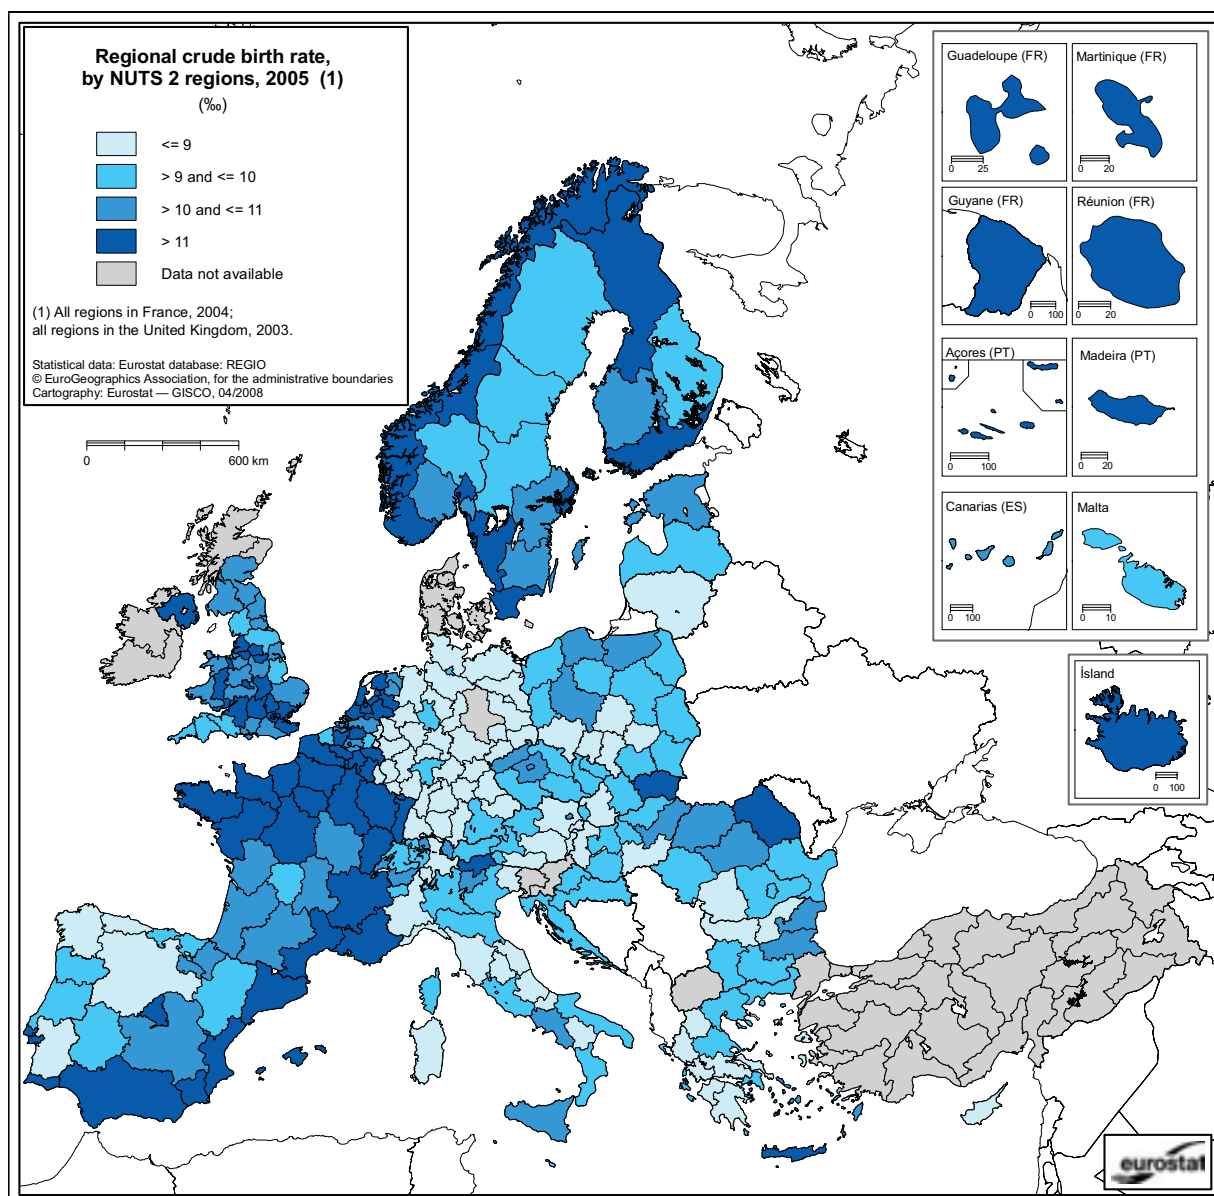 Regional crude birth rate,
by NUTS 2 regions, 2005 (1)
(‰)
<= 9
> 9 and <= 10
> 10 and <= 11
> 11
Data not available
(1) All regions in France, 2004;
all regions in the United Kingdom, 2003.
Statistical data: Eurostat database: REGIO
© EuroGeographics Association, for the administrative boundaries
Cartography: Eurostat — GISCO, 04/2008
0 600 km
Guadeloupe (FR)
0 25
Martinique (FR)
0 20
Guyane (FR)
0 100
Réunion (FR)
0 20
Açores (PT)
0 100
Madeira (PT)
0 20
Canarias (ES)
0 100
Malta
0 10
Ísland
0 100
eurostat